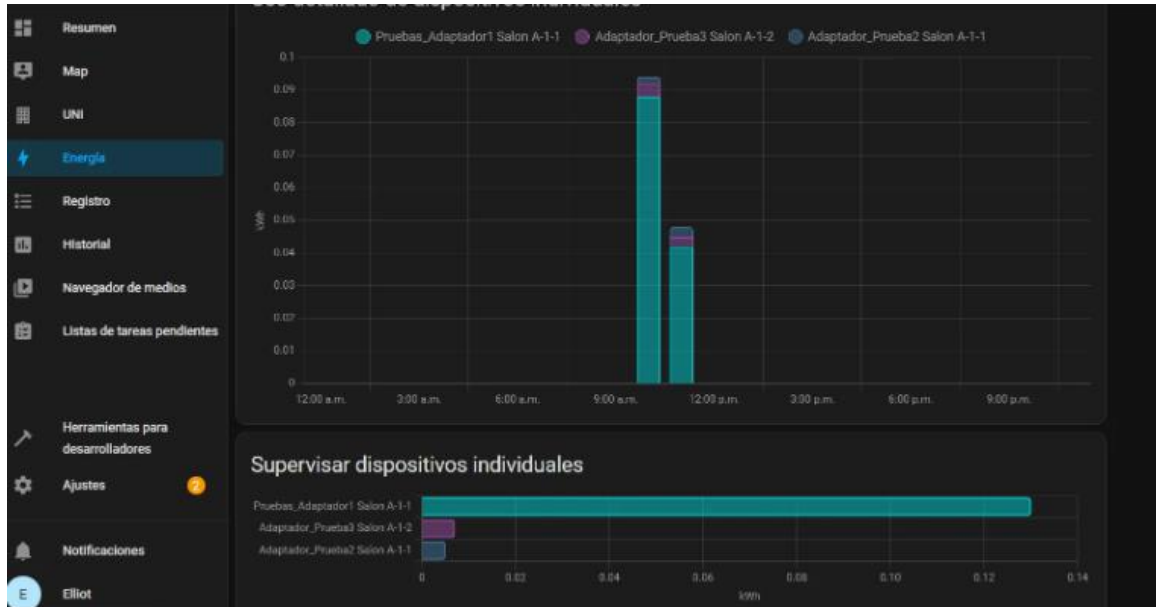 Uso detallado de dispositivos individuales
Resumen
Map
UNI
Energía
Registro
Historial
Navegador de medios
Listas de tareas pendientes
Herramientas para
desarrolladores
Ajustes
2
Notificaciones
E
Elliot
Pruebas_Adaptador1 Salon A-1-1
Adaptador_Prueba3 Salon A-1-2
Adaptador_Prueba2 Salon A-1-1
0.1
0.09
0.08
0.07
0.06
0.05
0.04
0.03
0.02
0.01
0
kWh
12:00 a.m.
3:00 a.m.
6:00 a.m.
9:00 a.m.
12:00 p.m.
3:00 p.m.
6:00 p.m.
9:00 p.m.
Supervisar dispositivos individuales
Pruebas_Adaptador1 Salon A-1-1
Adaptador_Prueba3 Salon A-1-2
Adaptador_Prueba2 Salon A-1-1
0
0.02
0.04
0.06
0.08
0.10
0.12
0.14
kWh